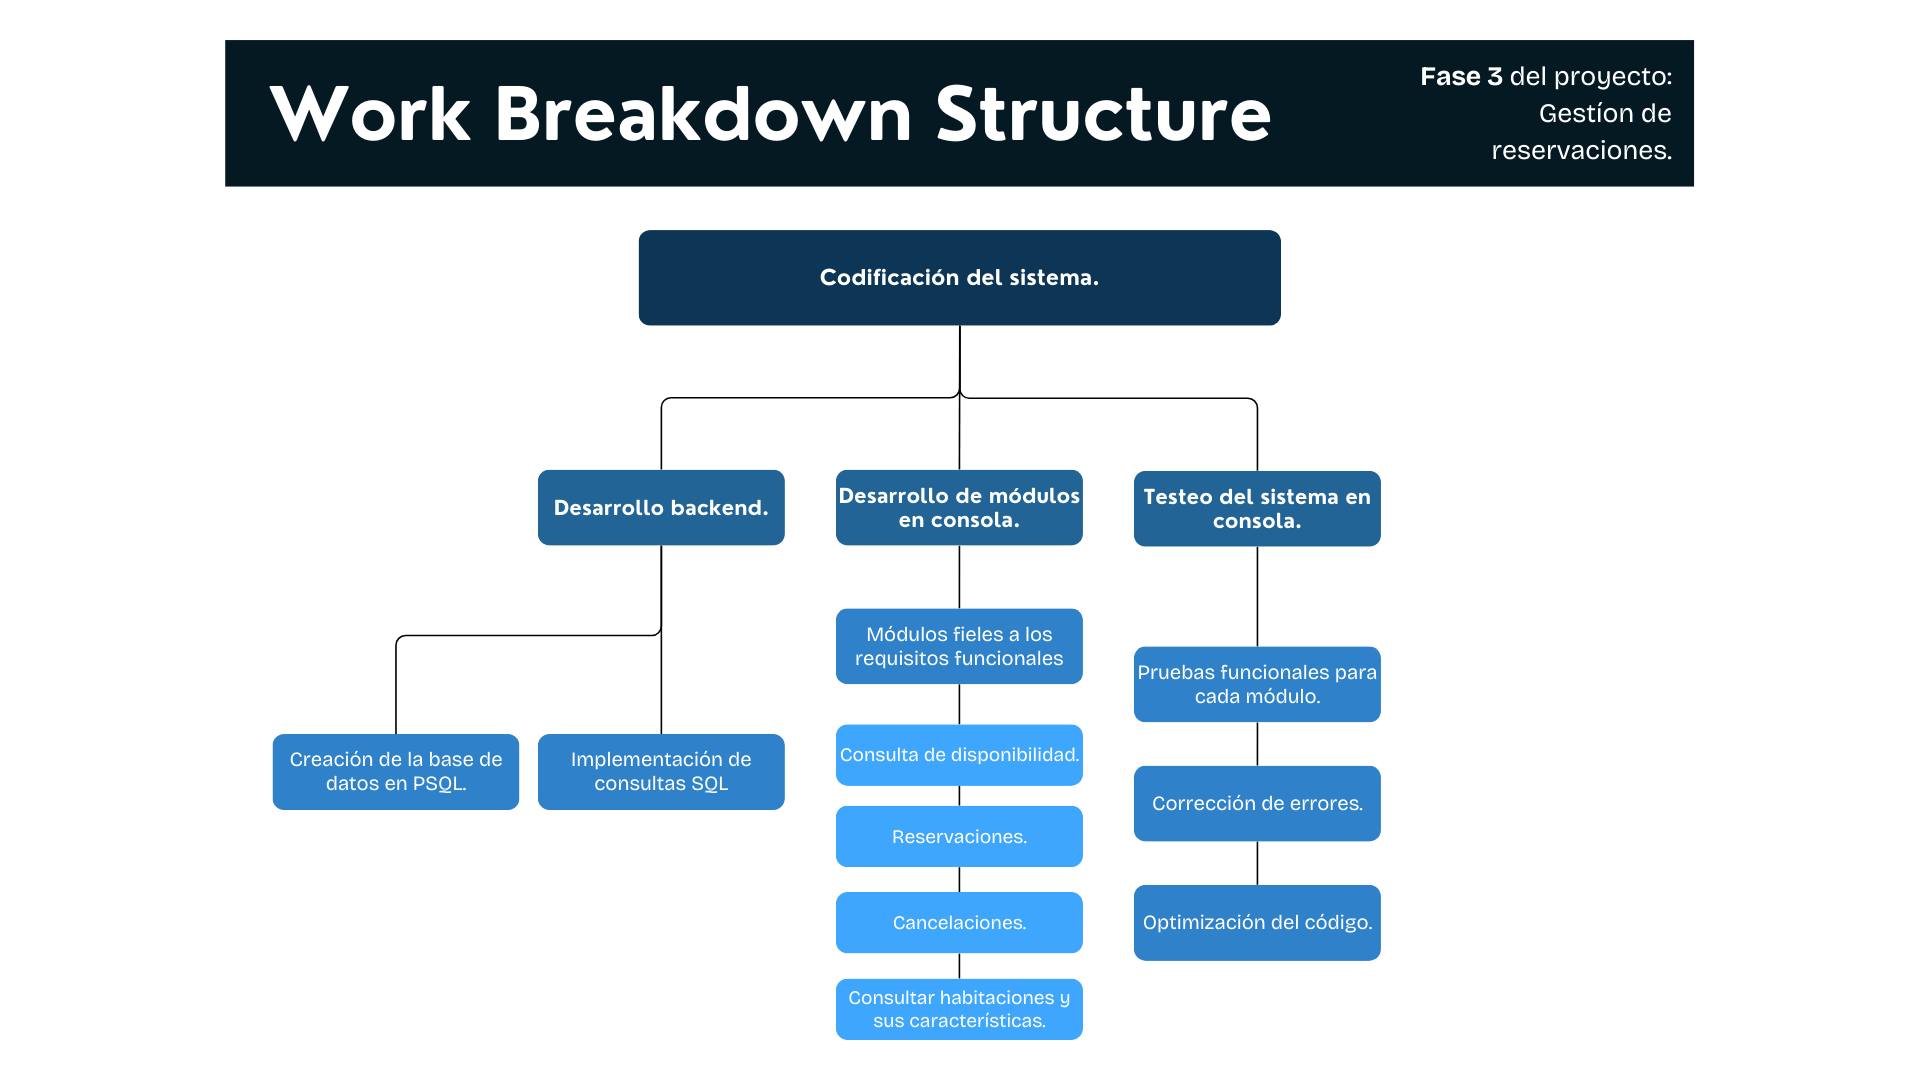 Work Breakdown Structure
Fase 3 del proyecto:
Gestíon de
reservaciones.
Codificación del sistema.
Desarrollo backend.
Desarrollo de módulos
en consola.
Testeo del sistema en
consola.
Creación de la base de
datos en PSQL.
Implementación de
consultas SQL
Módulos fieles a los
requisitos funcionales
Consulta de disponibilidad.
Reservaciones.
Cancelaciones.
Consultar habitaciones y
sus características.
Pruebas funcionales para
cada módulo.
Corrección de errores.
Optimización del código.